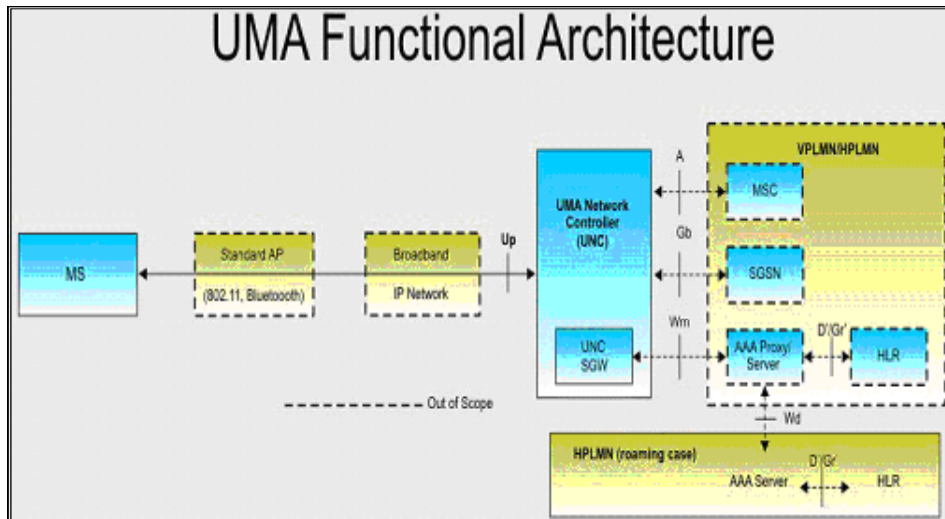 UMA Functional Architecture
VPLMN/HPLMN
A
MSC
UMA Network
Controller
(UNC)
Gb
Up
Standard AP
Broadband
MS
SGSN
(802.11, Bluetoooth)
IP Network
Wm
D'/Gr'
UNC
SGW
AAA Proxy/
Server
HLR
Out of Scope
Wd
HPLMN (roaming case)
D'/Gr'
AAA Server
HLR